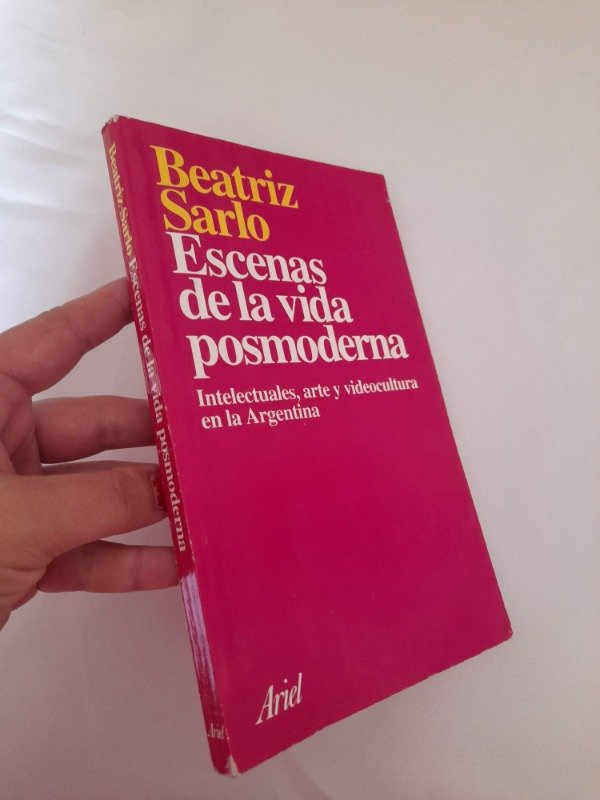 Beatriz
Sarlo
Escenas
de la vida
posmoderna
Intelectuales, arte y videocultura
en la Argentina
Ariel
Beatriz Sarlo Escenas de la vida posmoderna
Ariel